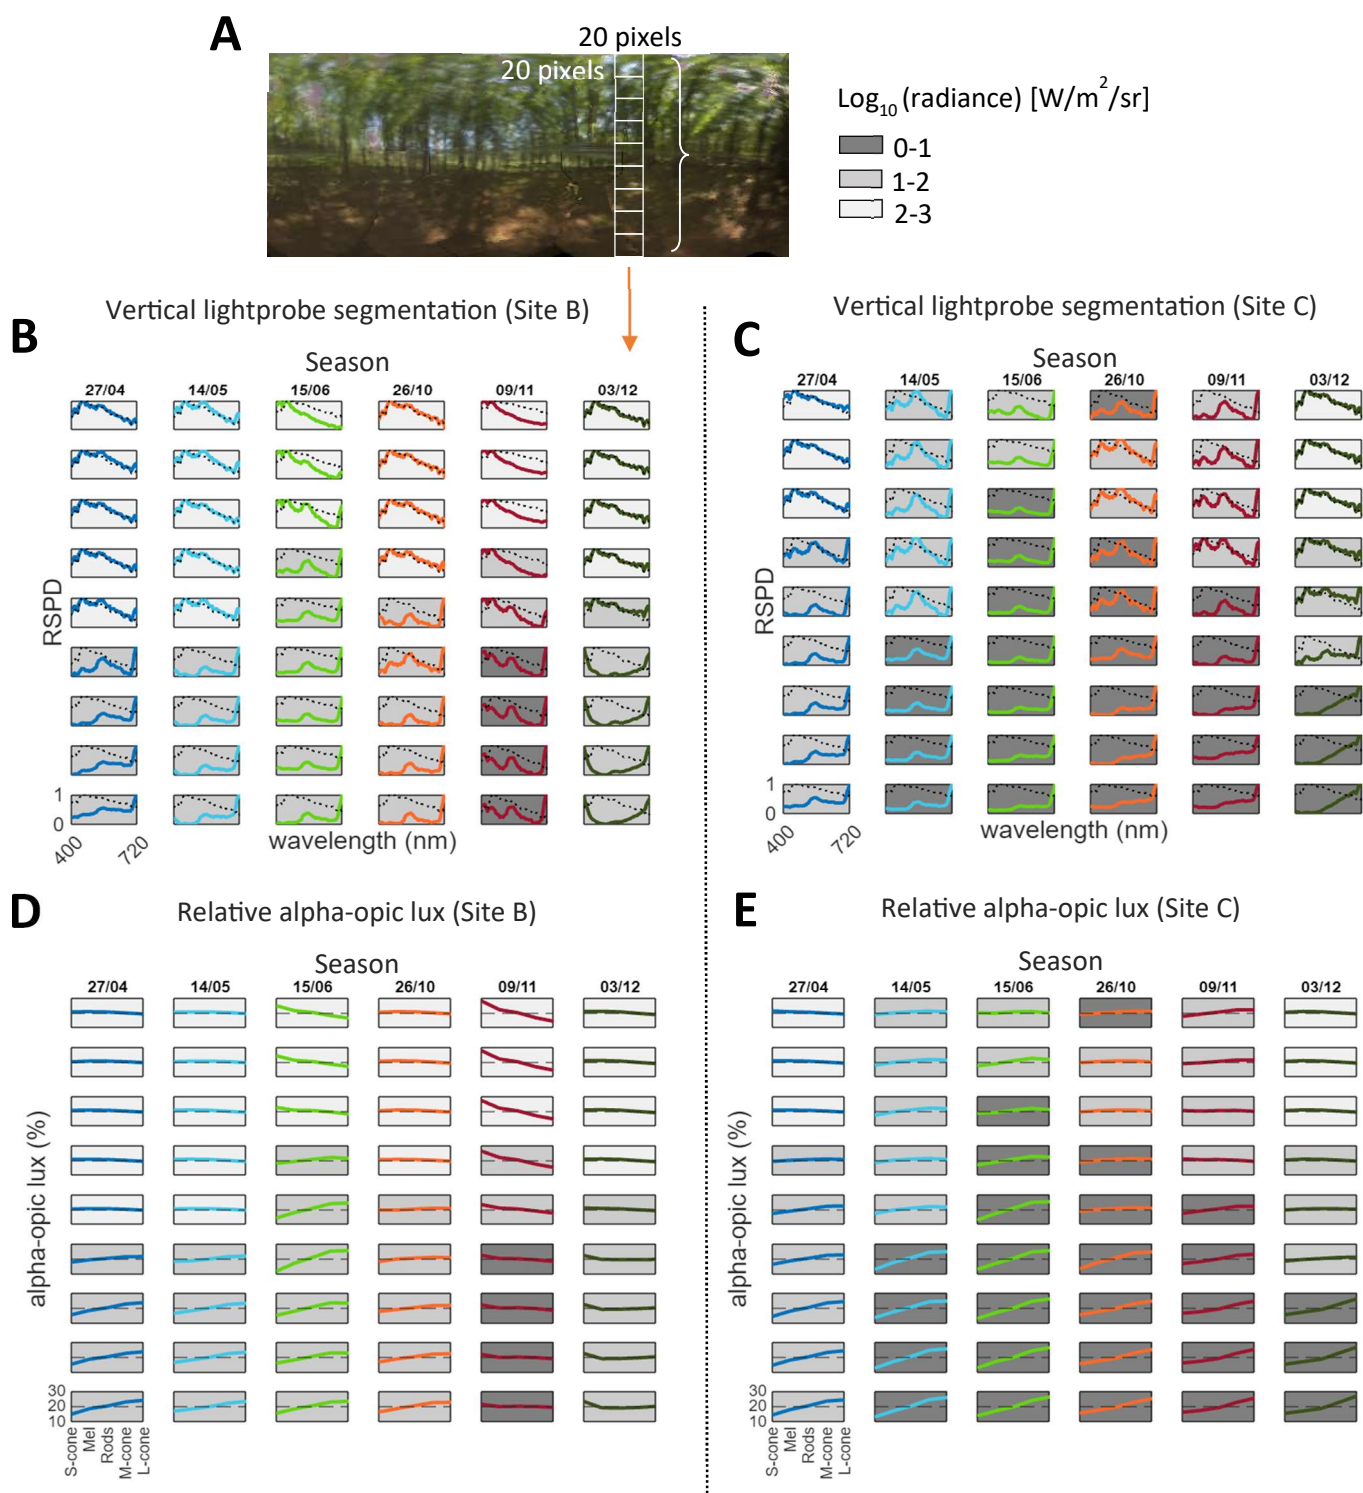 A
20 pixels
20 pixels
Log10 (radiance) [W/m2/sr]
0-1
1-2
2-3
Vertical lightprobe segmentation (Site B)
B
Season
27/04 14/05 15/06 26/10 09/11 03/12
RSPD
1
0
400 720
wavelength (nm)
Vertical lightprobe segmentation (Site C)
C
Season
27/04 14/05 15/06 26/10 09/11 03/12
RSPD
1
0
400 720
wavelength (nm)
D
Relative alpha-opic lux (Site B)
Season
27/04 14/05 15/06 26/10 09/11 03/12
alpha-opic lux (%)
30
20
10
S-cone
Mel
Rods
M-cone
L-cone
E
Relative alpha-opic lux (Site C)
Season
27/04 14/05 15/06 26/10 09/11 03/12
alpha-opic lux (%)
30
20
10
S-cone
Mel
Rods
M-cone
L-cone